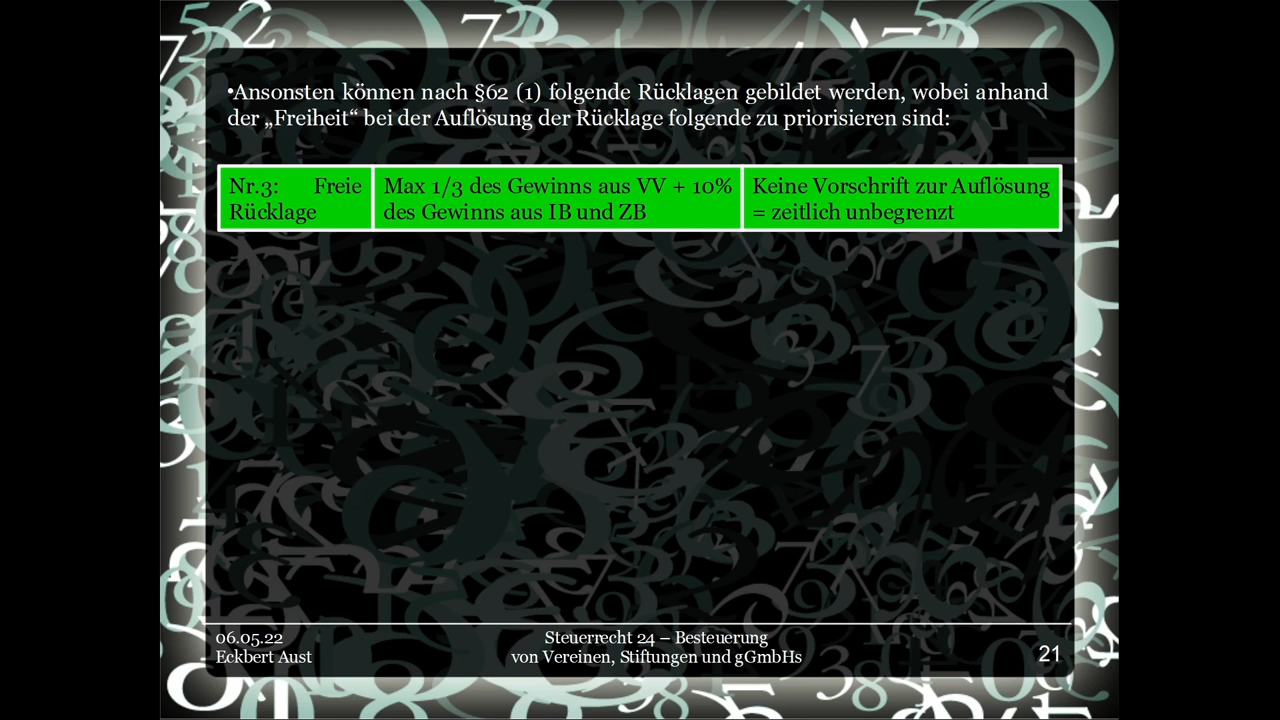 •Ansonsten können nach §62 (1) folgende Rücklagen gebildet werden, wobei anhand
der „Freiheit“ bei der Auflösung der Rücklage folgende zu priorisieren sind:
Nr.3: Freie
Rücklage
Max 1/3 des Gewinns aus VV + 10%
des Gewinns aus IB und ZB
Keine Vorschrift zur Auflösung
= zeitlich unbegrenzt
06.05.22
Eckbert Aust
Steuerrecht 24 – Besteuerung
von Vereinen, Stiftungen und gGmbHs
21